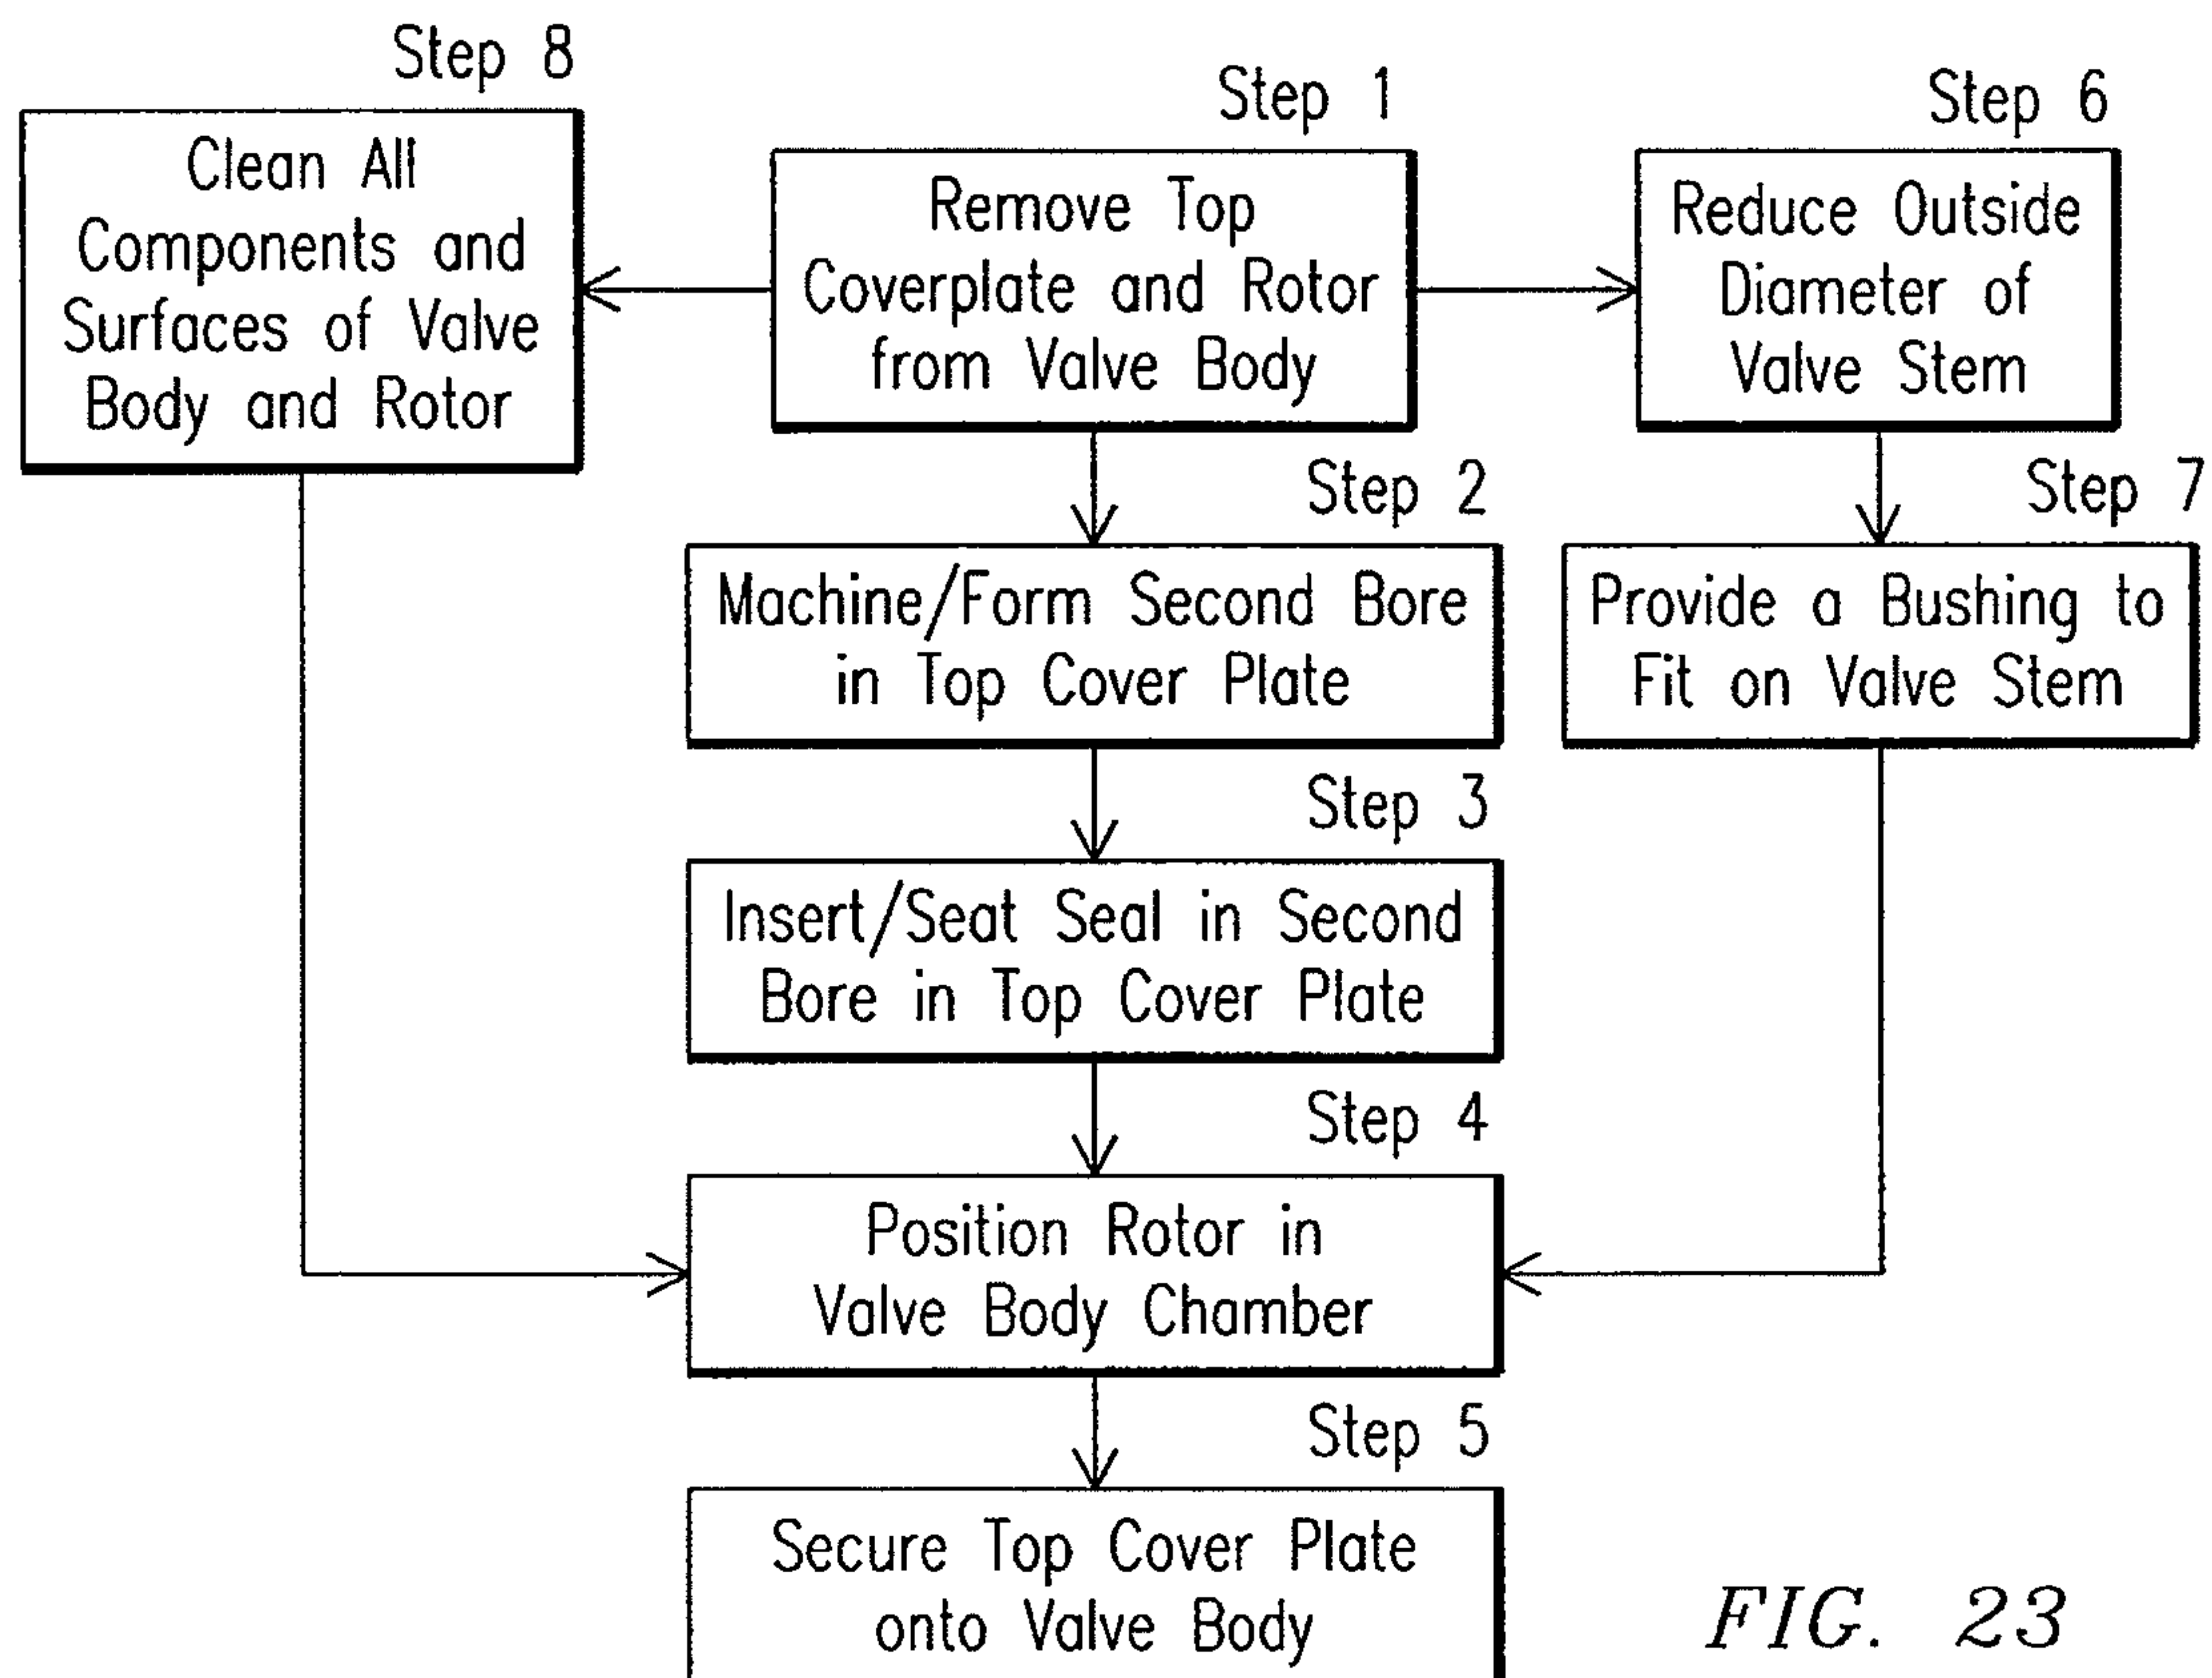 Step 8
Clean All
Components and
Surfaces of Valve
Body and Rotor
Step 1
Remove Top
Coverplate and Rotor
from Valve Body
Step 6
Reduce Outside
Diameter of
Valve Stem
Step 2
Machine/Form Second Bore
in Top Cover Plate
Step 7
Provide a Bushing to
Fit on Valve Stem
Step 3
Insert/Seat Seal in Second
Bore in Top Cover Plate
Step 4
Position Rotor in
Valve Body Chamber
Step 5
Secure Top Cover Plate
onto Valve Body
FIG. 23